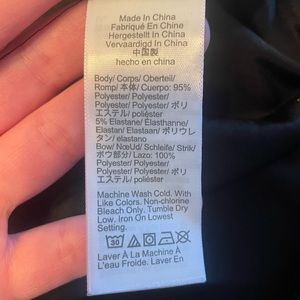 Made In China
Fabriqué En Chine
Hergestellt In China
Vervaardigd In China
中国製
hecho en china
Body/ Corps/ Oberteil/
Romp/ 本体/ Cuerpo: 95%
Polyester/ Polyester/
Polyester/ Polyester/ ポリ
エステル/ poliéster
5% Elastane/ Élasthanne/
Elastan/ Elastaan/ ポリウレ
タン/ elastano
Bow/ NœUd/ Schleife/ Strik/
ボウ部分/ Lazo: 100%
Polyester/ Polyester/
Polyester/ Polyester/ ポリ
エステル/ poliéster
Machine Wash Cold. With
Like Colors. Non-chlorine
Bleach Only. Tumble Dry
Low. Iron On Lowest
Setting.
30
Laver À La Machine À
L'eau Froide. Laver En